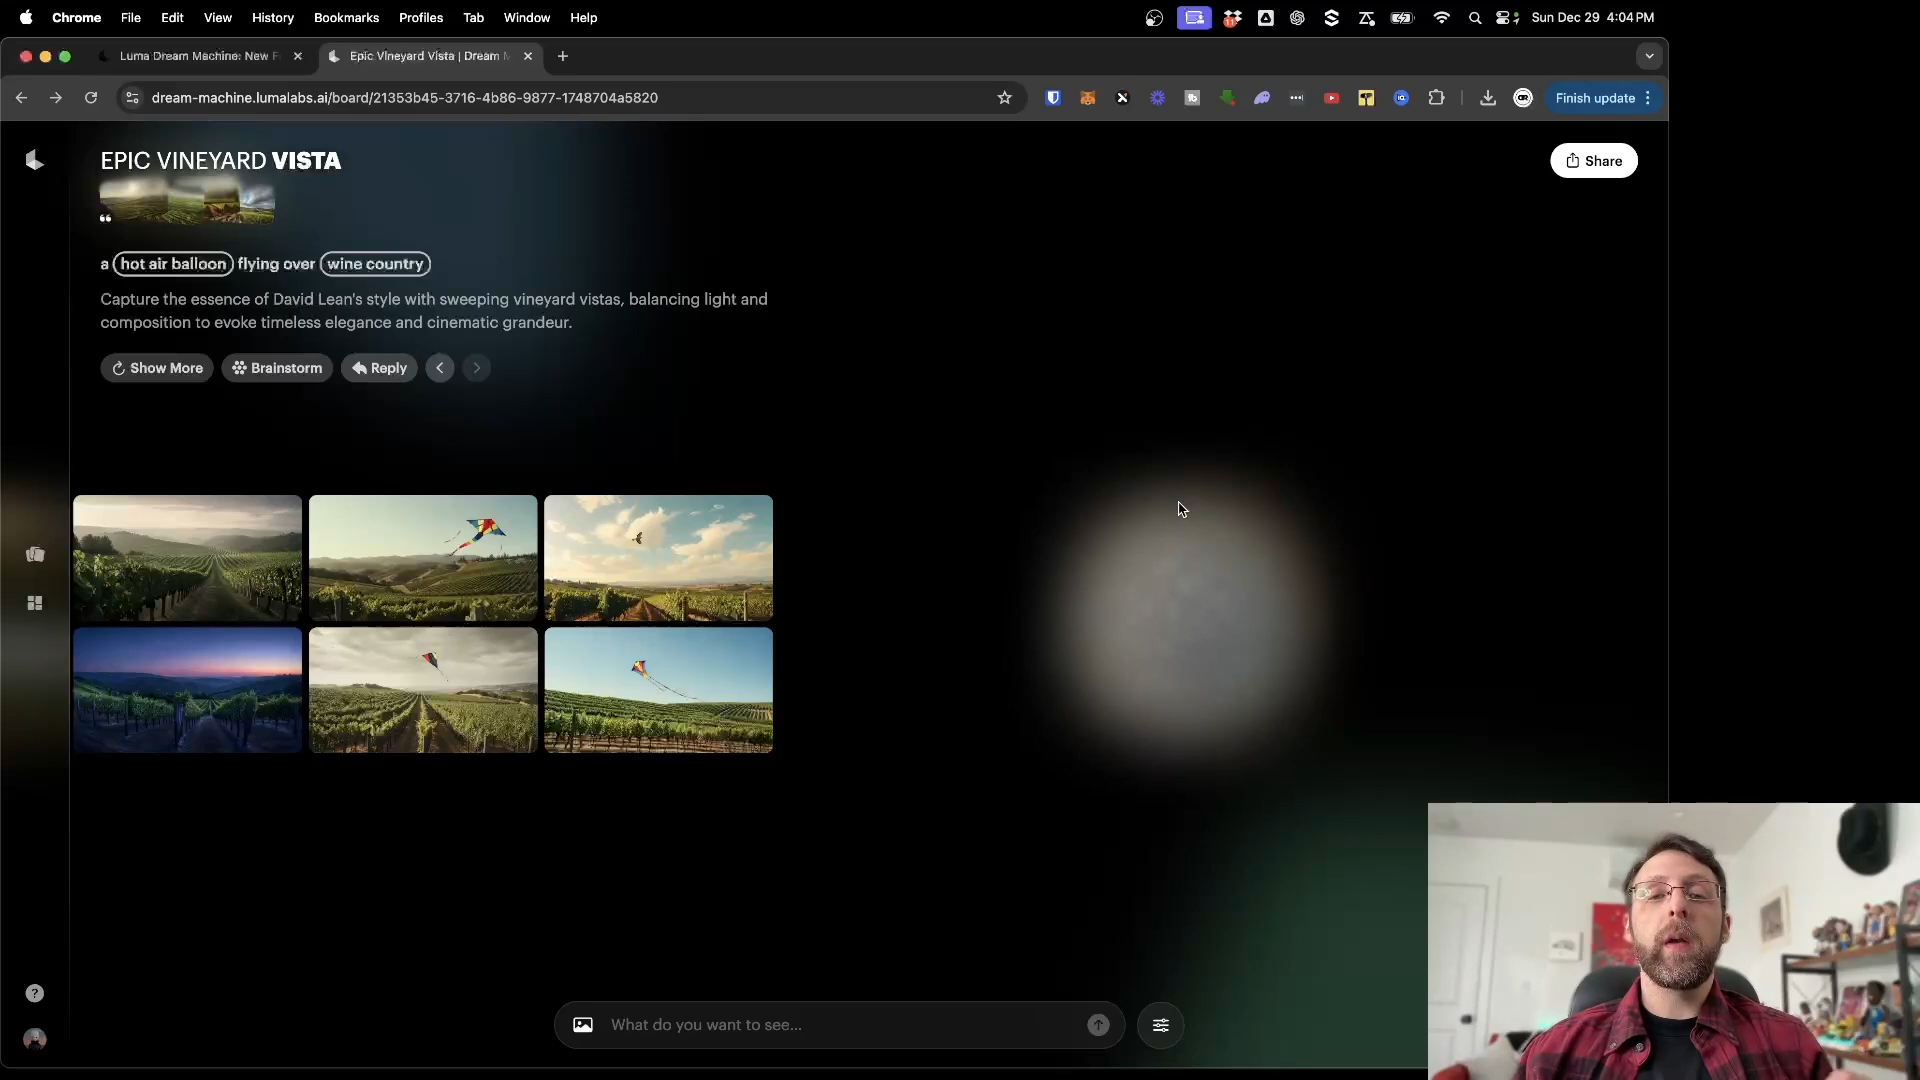 Chrome File Edit View History Bookmarks Profiles Tab Window Help
11
Sun Dec 29 4:04 PM
Luma Dream Machine: New F
Epic Vineyard Vista | Dream M
dream-machine.lumalabs.ai/board/21353b45-3716-4b86-9877-1748704a5820
Finish update
EPIC VINEYARD VISTA
Share
“
a hot air balloon flying over wine country
Capture the essence of David Lean's style with sweeping vineyard vistas, balancing light and
composition to evoke timeless elegance and cinematic grandeur.
Show More Brainstorm Reply
?
What do you want to see...